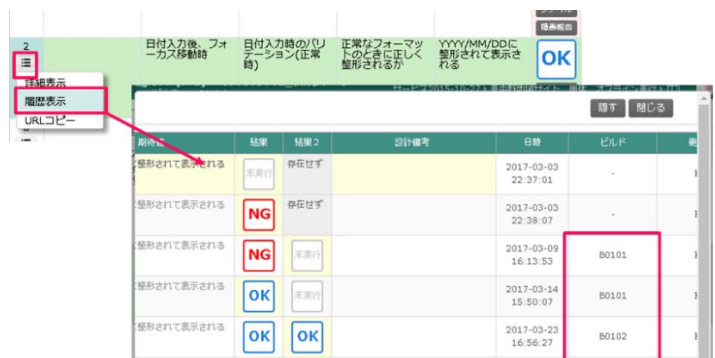 障害報告
2
日付入力後、フォーカス移動時
日付入力時のバリテーション(正常時)
正常なフォーマットのときに正しく整形されるか
YYYY/MM/DDに整形されて表示される
OK
詳細表示
履歴表示
URLコピー
隠す 閉じる
期待値 結果 結果2 設計備考 日時 ビルド
整形されて表示される 未実行 存在せず 2017-03-03 22:37:01 -
整形されて表示される NG 存在せず 2017-03-03 22:38:07 -
整形されて表示される NG 未実行 2017-03-09 16:13:53 B0101
整形されて表示される OK 未実行 2017-03-14 15:50:07 B0101
整形されて表示される OK OK 2017-03-23 16:56:27 B0102